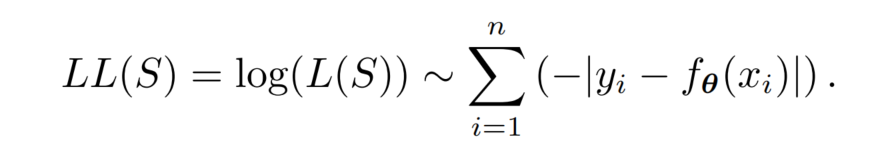 LL(S) = log(L(S)) ∼ ∑_{i=1}^{n} (−|y_i − f_θ(x_i)|) .